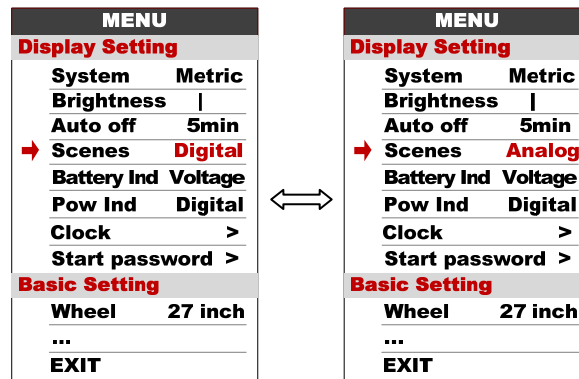 MENU
Display Setting
System Metric
Brightness |
Auto off 5min
Scenes Digital
Battery Ind Voltage
Pow Ind Digital
Clock >
Start password >
Basic Setting
Wheel 27 inch
...
EXIT
MENU
Display Setting
System Metric
Brightness |
Auto off 5min
Scenes Analog
Battery Ind Voltage
Pow Ind Digital
Clock >
Start password >
Basic Setting
Wheel 27 inch
...
EXIT